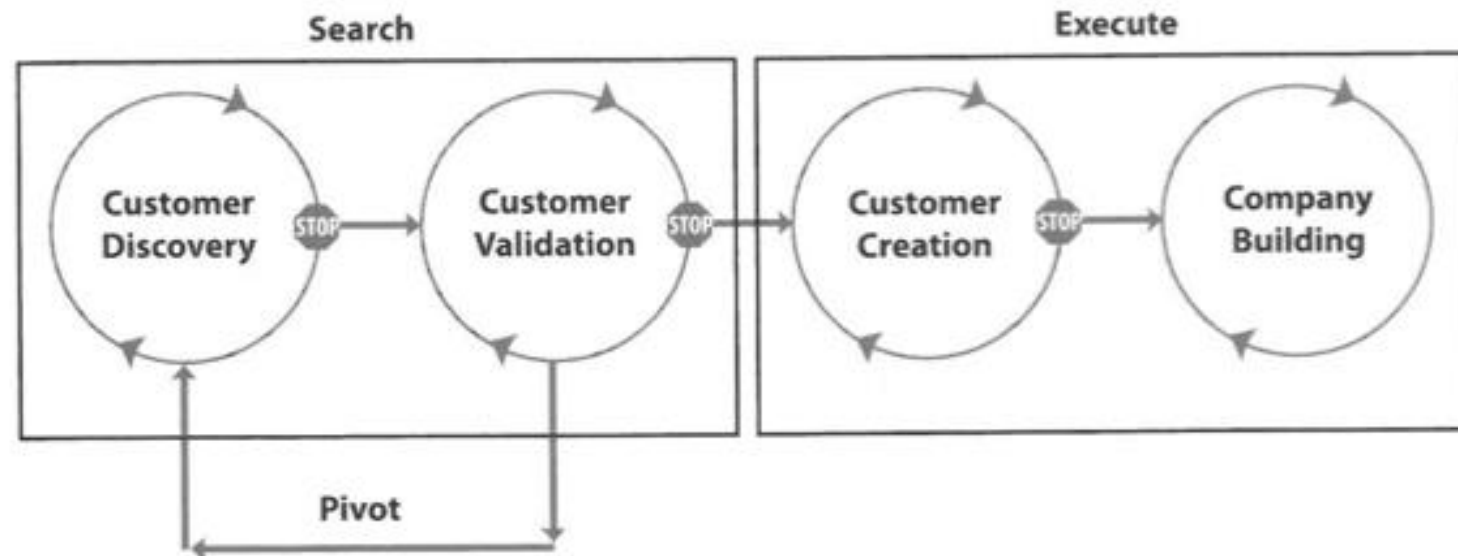 Search
Execute
Customer
Discovery
STOP
Customer
Validation
STOP
Customer
Creation
STOP
Company
Building
Pivot